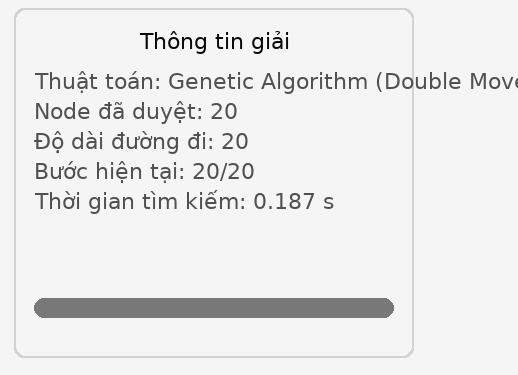 Thông tin giải
Thuật toán: Genetic Algorithm (Double Move
Node đã duyệt: 20
Độ dài đường đi: 20
Bước hiện tại: 20/20
Thời gian tìm kiếm: 0.187 s